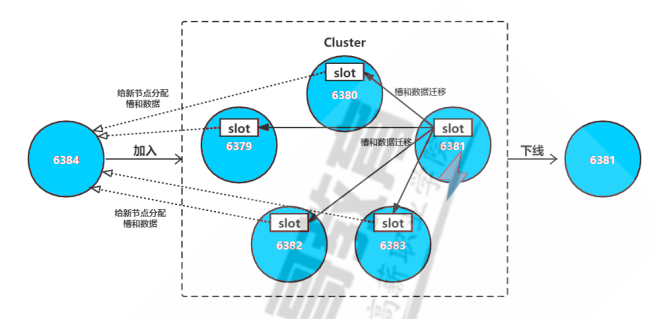 Cluster
slot
6380
给新节点分配
槽和数据
槽和数据迁移
slot
6379
slot
6381
6384
加入
槽和数据迁移
下线
6381
给新节点分配
槽和数据
slot
6382
slot
6383